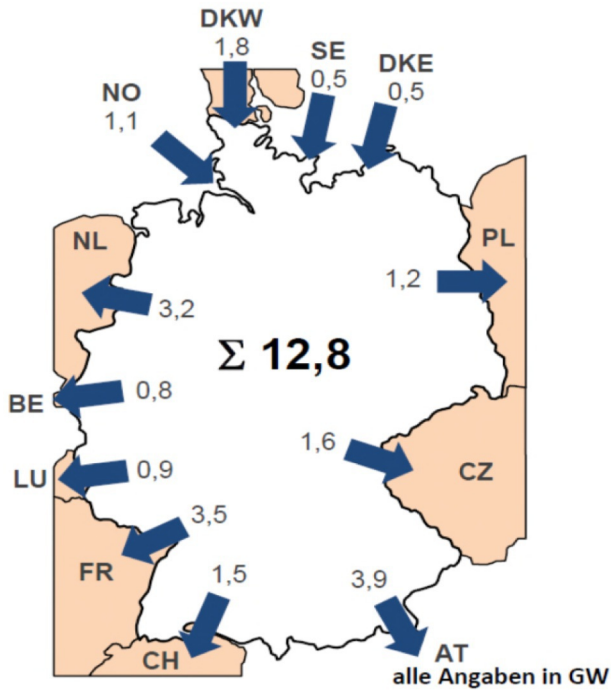 DKW
1,8
SE
0,5
DKE
0,5
NO
1,1
NL
3,2
PL
1,2
Σ 12,8
BE
0,8
LU
0,9
1,6
CZ
FR
3,5
CH
1,5
3,9
AT
alle Angaben in GW